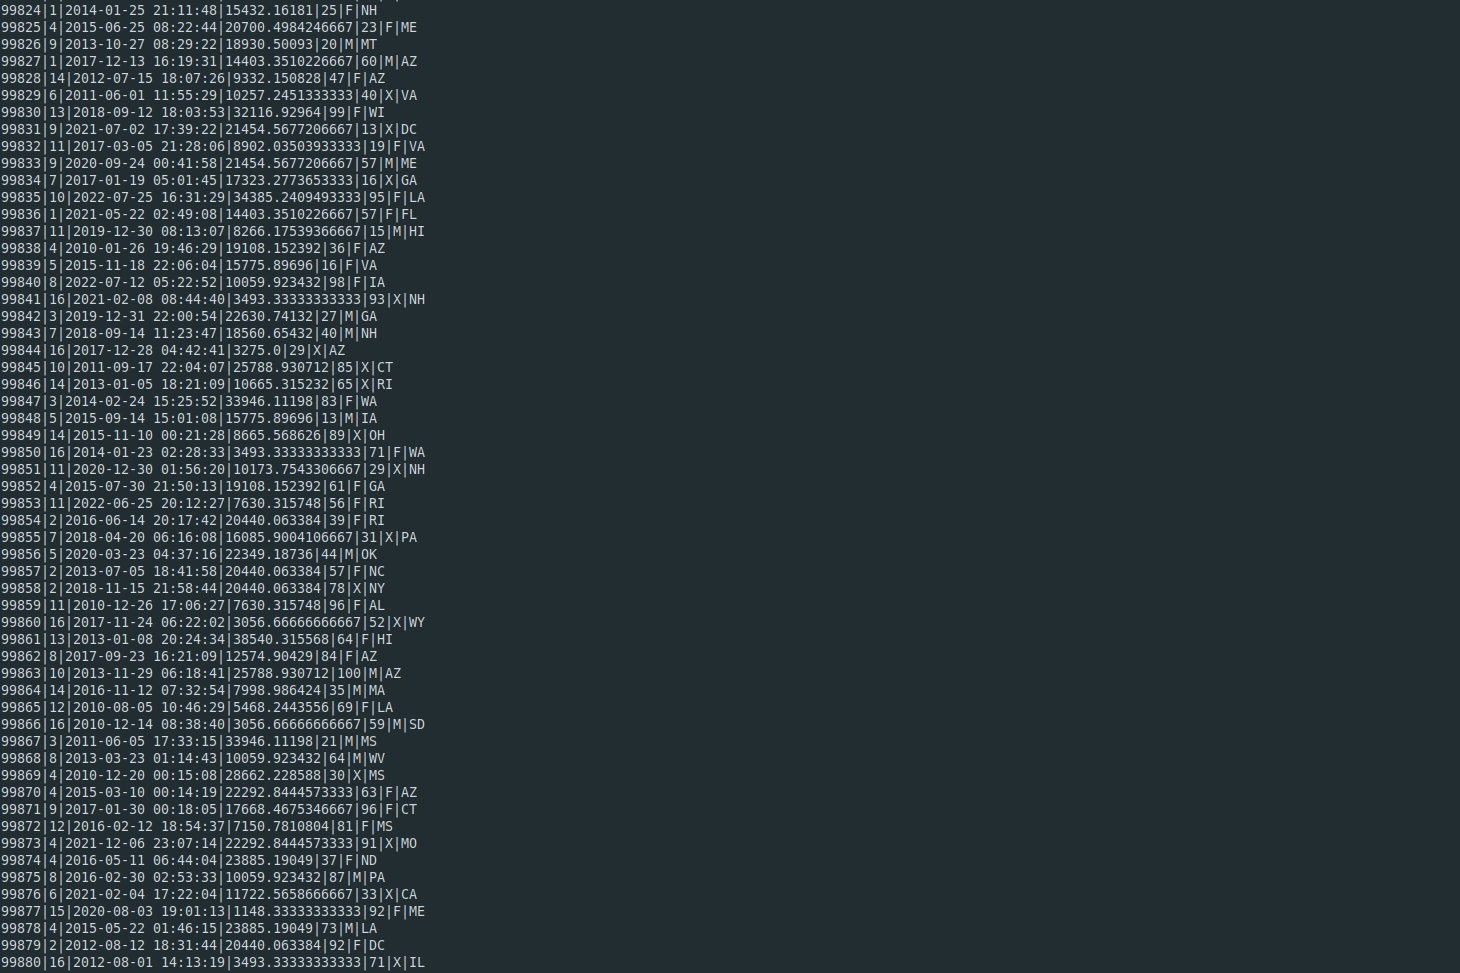 99824|1|2014-01-25 21:11:48|15432.16181|25|F|NH
99825|4|2015-06-25 08:22:44|20700.4984246667|23|F|ME
99826|9|2013-10-27 08:29:22|18930.50093|20|M|MT
99827|1|2017-12-13 16:19:31|14403.3510226667|60|M|AZ
99828|14|2012-07-15 18:07:26|9332.150828|47|F|AZ
99829|6|2011-06-01 11:55:29|10257.2451333333|40|X|VA
99830|13|2018-09-12 18:03:53|32116.92964|99|F|WI
99831|9|2021-07-02 17:39:22|21454.5677206667|13|X|DC
99832|11|2017-03-05 21:28:06|8902.03503933333|19|F|VA
99833|9|2020-09-24 00:41:58|21454.5677206667|57|M|ME
99834|7|2017-01-19 05:01:45|17323.2773653333|16|X|GA
99835|10|2022-07-25 16:31:29|34385.2409493333|95|F|LA
99836|1|2021-05-22 02:49:08|14403.3510226667|57|F|FL
99837|11|2019-12-30 08:13:07|8266.17539366667|15|M|HI
99838|4|2010-01-26 19:46:29|19108.152392|36|F|AZ
99839|5|2015-11-18 22:06:04|15775.89696|16|F|VA
99840|8|2022-07-12 05:22:52|10059.923432|98|F|IA
99841|16|2021-02-08 08:44:40|3493.33333333333|93|X|NH
99842|3|2019-12-31 22:00:54|22630.74132|27|M|GA
99843|7|2018-09-14 11:23:47|18560.65432|40|M|NH
99844|16|2017-12-28 04:42:41|3275.0|29|X|AZ
99845|10|2011-09-17 22:04:07|25788.930712|85|X|CT
99846|14|2013-01-05 18:21:09|10665.315232|65|X|RI
99847|3|2014-02-24 15:25:52|33946.11198|83|F|WA
99848|5|2015-09-14 15:01:08|15775.89696|13|M|IA
99849|14|2015-11-10 00:21:28|8665.568626|89|X|OH
99850|16|2014-01-23 02:28:33|3493.33333333333|71|F|WA
99851|11|2020-12-30 01:56:20|10173.7543306667|29|X|NH
99852|4|2015-07-30 21:50:13|19108.152392|61|F|GA
99853|11|2022-06-25 20:12:27|7630.315748|56|F|RI
99854|2|2016-06-14 20:17:42|20440.063384|39|F|RI
99855|7|2018-04-20 06:16:08|16085.9004106667|31|X|PA
99856|5|2020-03-23 04:37:16|22349.18736|44|M|OK
99857|2|2013-07-05 18:41:58|20440.063384|57|F|NC
99858|2|2018-11-15 21:58:44|20440.063384|78|X|NY
99859|11|2010-12-26 17:06:27|7630.315748|96|F|AL
99860|16|2017-11-24 06:22:02|3056.66666666667|52|X|WY
99861|13|2013-01-08 20:24:34|38540.315568|64|F|HI
99862|8|2017-09-23 16:21:09|12574.90429|84|F|AZ
99863|10|2013-11-29 06:18:41|25788.930712|100|M|AZ
99864|14|2016-11-12 07:32:54|7998.986424|35|M|MA
99865|12|2010-08-05 10:46:29|5468.2443556|69|F|LA
99866|16|2010-12-14 08:38:40|3056.66666666667|59|M|SD
99867|3|2011-06-05 17:33:15|33946.11198|21|M|MS
99868|8|2013-03-23 01:14:43|10059.923432|64|M|WV
99869|4|2010-12-20 00:15:08|28662.228588|30|X|MS
99870|4|2015-03-10 00:14:19|22292.8444573333|63|F|AZ
99871|9|2017-01-30 00:18:05|17668.4675346667|96|F|CT
99872|12|2016-02-12 18:54:37|7150.7810804|81|F|MS
99873|4|2021-12-06 23:07:14|22292.8444573333|91|X|MO
99874|4|2016-05-11 06:44:04|23885.19049|37|F|ND
99875|8|2016-02-30 02:53:33|10059.923432|87|M|PA
99876|6|2021-02-04 17:22:04|11722.5658666667|33|X|CA
99877|15|2020-08-03 19:01:13|1148.33333333333|92|F|ME
99878|4|2015-05-22 01:46:15|23885.19049|73|M|LA
99879|2|2012-08-12 18:31:44|20440.063384|92|F|DC
99880|16|2012-08-01 14:13:19|3493.33333333333|71|X|IL